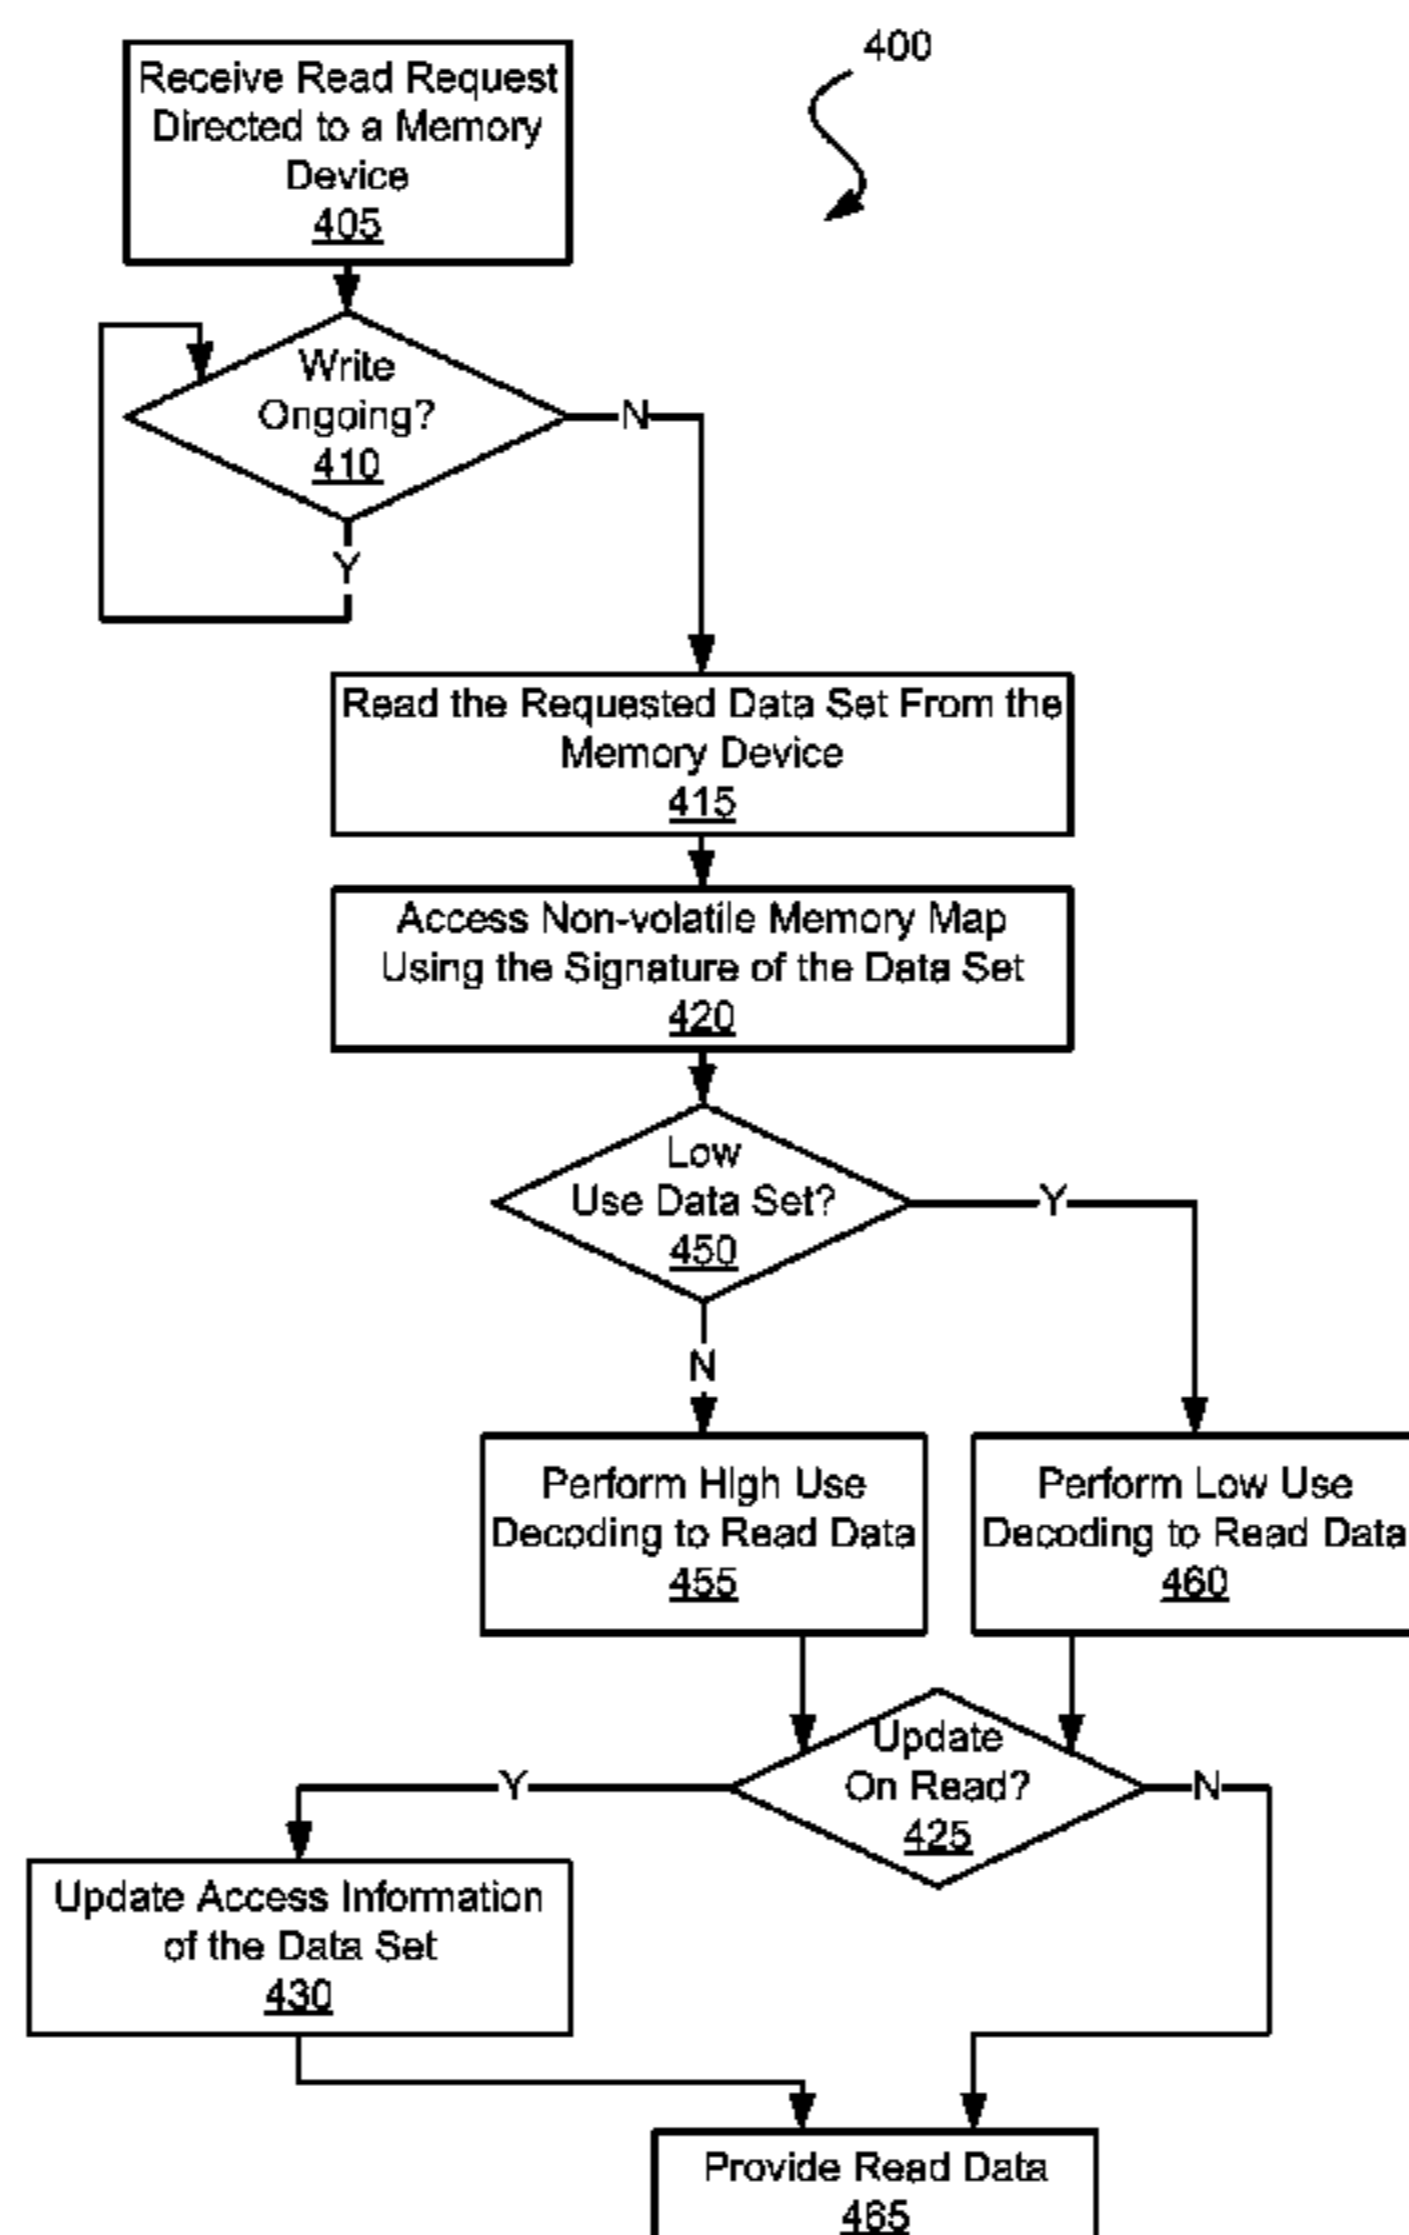 400
Receive Read Request
Directed to a Memory
Device
405
Write
Ongoing?
410
N
Y
Read the Requested Data Set From the
Memory Device
415
Access Non-volatile Memory Map
Using the Signature of the Data Set
420
Low
Use Data Set?
450
Y
N
Perform High Use
Decoding to Read Data
455
Perform Low Use
Decoding to Read Data
460
Update
On Read?
425
Y
N
Update Access Information
of the Data Set
430
Provide Read Data
465